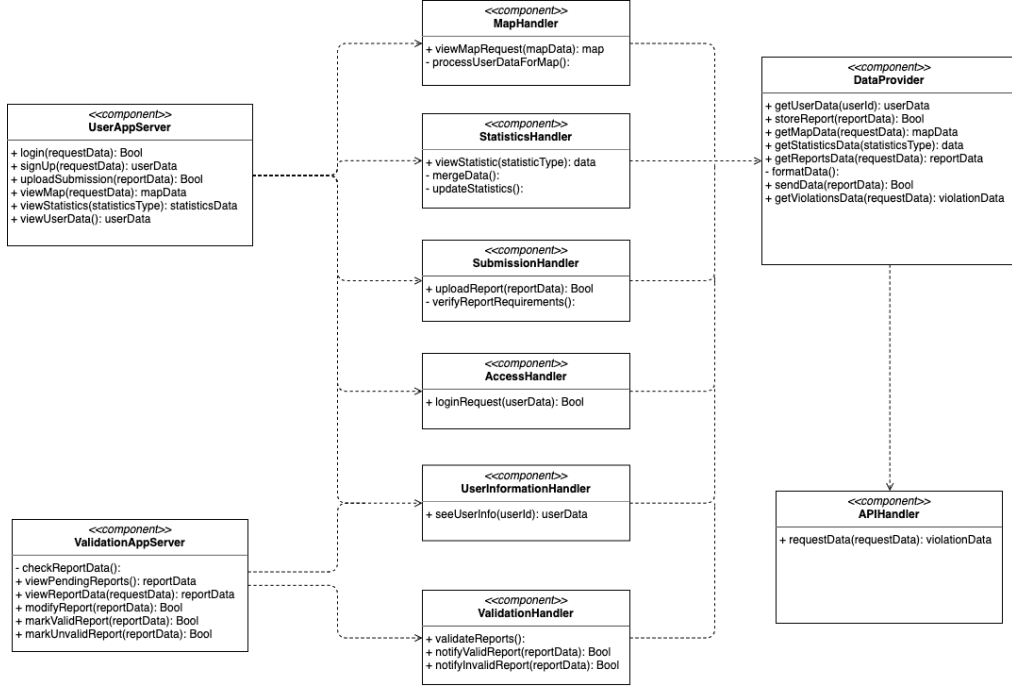 <<component>>
MapHandler
+ viewMapRequest(mapData): map
- processUserDataForMap():
<<component>>
DataProvider
+ getUserData(userId): userData
+ storeReport(reportData): Bool
+ getMapData(requestData): mapData
+ getStatisticsData(statisticsType): data
+ getReportsData(requestData): reportData
- formatData():
+ sendData(reportData): Bool
+ getViolationsData(requestData): violationData
<<component>>
UserAppServer
+ login(requestData): Bool
+ signUp(requestData): userData
+ uploadSubmission(reportData): Bool
+ viewMap(requestData): mapData
+ viewStatistics(statisticsType): statisticsData
+ viewUserData(): userData
<<component>>
StatisticsHandler
+ viewStatistic(statisticType): data
- mergeData():
- updateStatistics():
<<component>>
SubmissionHandler
+ uploadReport(reportData): Bool
- verifyReportRequirements():
<<component>>
AccessHandler
+ loginRequest(userData): Bool
<<component>>
UserInformationHandler
+ seeUserInfo(userId): userData
<<component>>
APIHandler
+ requestData(requestData): violationData
<<component>>
ValidationAppServer
- checkReportData():
+ viewPendingReports(): reportData
+ viewReportData(requestData): reportData
+ modifyReport(reportData): Bool
+ markValidReport(reportData): Bool
+ markUnvalidReport(reportData): Bool
<<component>>
ValidationHandler
+ validateReports():
+ notifyValidReport(reportData): Bool
+ notifyInvalidReport(reportData): Bool